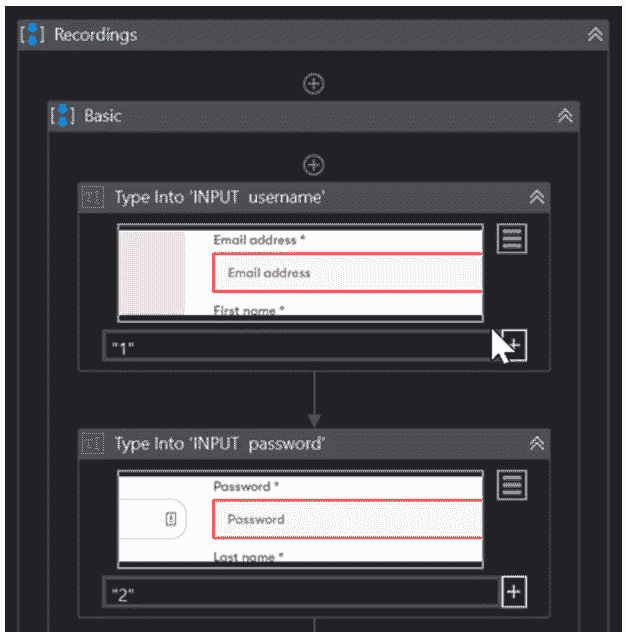 Recordings
Basic
Type Into 'INPUT username'
Email address *
Email address
First name *
"1"
Type Into 'INPUT password'
Password *
Password
Last name *
"2"